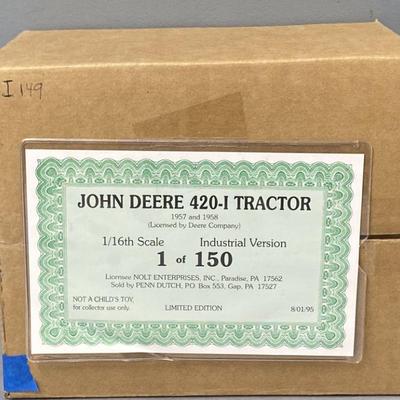 I 149
JOHN DEERE 420-I TRACTOR
1957 and 1958
(Licensed by Deere Company)
1/16th Scale Industrial Version
1 of 150
Licensee NOLT ENTERPRISES, INC., Paradise, PA 17562
Sold by PENN DUTCH, P.O. Box 553, Gap, PA 17527
NOT A CHILD'S TOY,
for collector use only.
LIMITED EDITION
8/01/95